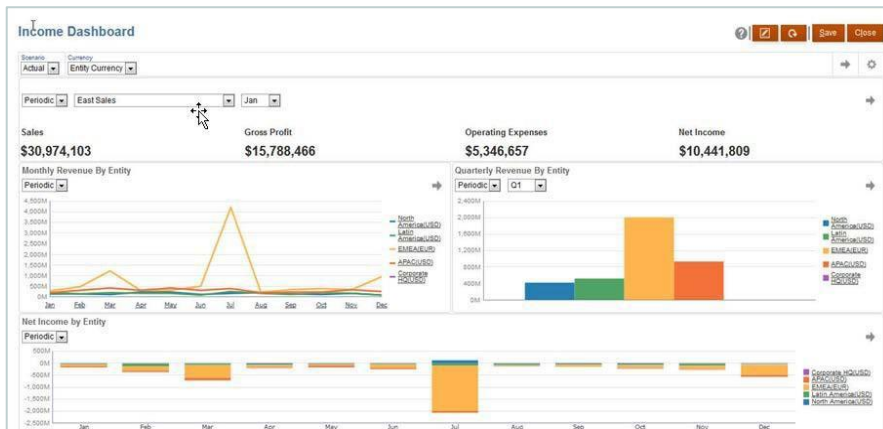 Income Dashboard
Save Close
Scenario Currency
Actual Entity Currency
Periodic East Sales Jan
Sales Gross Profit Operating Expenses Net Income
$30,974,103 $15,788,466 $5,346,657 $10,441,809
Monthly Revenue By Entity
Periodic
4,500M
4,000M
3,500M
3,000M
2,500M
2,000M
1,500M
1,000M
500M
0M
Jan Feb Mar Apr May Jun Jul Aug Sep Oct Nov Dec
North
America(USD)
Latin
America(USD)
EMEA(EUR)
APAC(USD)
Corporate
HQ(USD)
Quarterly Revenue By Entity
Periodic Q1
2,400M
2,000M
1,600M
1,200M
800M
400M
0M
North
America(USD)
Latin
America(USD)
EMEA(EUR)
APAC(USD)
Corporate
HQ(USD)
Net Income by Entity
Periodic
500M
0M
-500M
-1,000M
-1,500M
-2,000M
-2,500M
Jan Feb Mar Apr May Jun Jul Aug Sep Oct Nov Dec
Corporate HQ(USD)
APAC(USD)
EMEA(EUR)
Latin America(USD)
North America(USD)